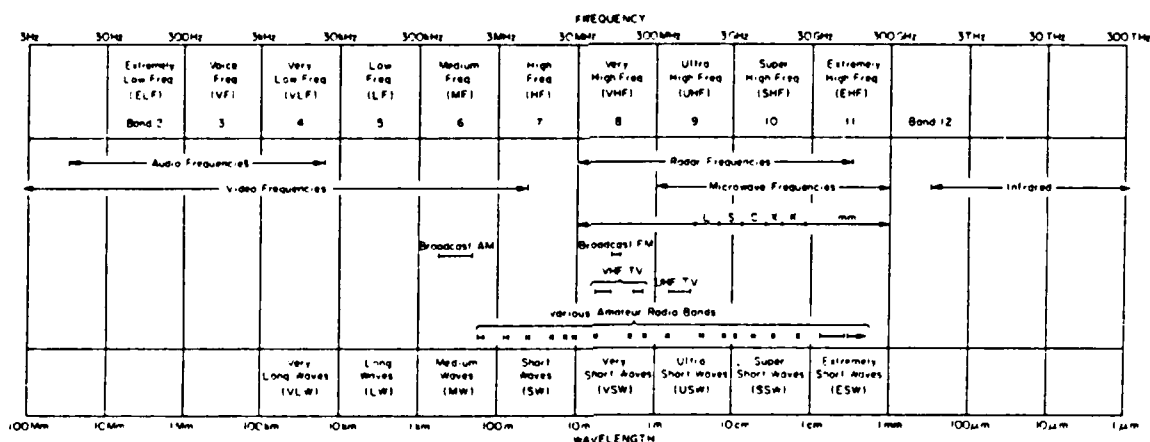 FREQUENCY
3Hz 30Hz 300Hz 3kHz 30kHz 300kHz 3MHz 30MHz 300MHz 3GHz 30GHz 300GHz 3THz 30THz 300THz
Extremely Low Freq (ELF) Band 2
Voice Freq (VF) 3
Very Low Freq (VLF) 4
Low Freq (LF) 5
Medium Freq (MF) 6
High Freq (HF) 7
Very High Freq (VHF) 8
Ultra High Freq (UHF) 9
Super High Freq (SHF) 10
Extremely High Freq (EHF) 11
Band 12
Audio Frequencies
Radar Frequencies
Video Frequencies
Microwave Frequencies
Infrared
L S C X K mm
Broadcast AM
Broadcast FM
VHF TV
UHF TV
Various Amateur Radio Bands
Very Long Waves (VLW)
Long Waves (LW)
Medium Waves (MW)
Short Waves (SW)
Very Short Waves (VSW)
Ultra Short Waves (USW)
Super Short Waves (SSW)
Extremely Short Waves (ESW)
100Mm 10Mm 1Mm 100km 10km 1km 100m 10m 1m 10cm 1cm 1mm 100μm 10μm 1μm
WAVELENGTH